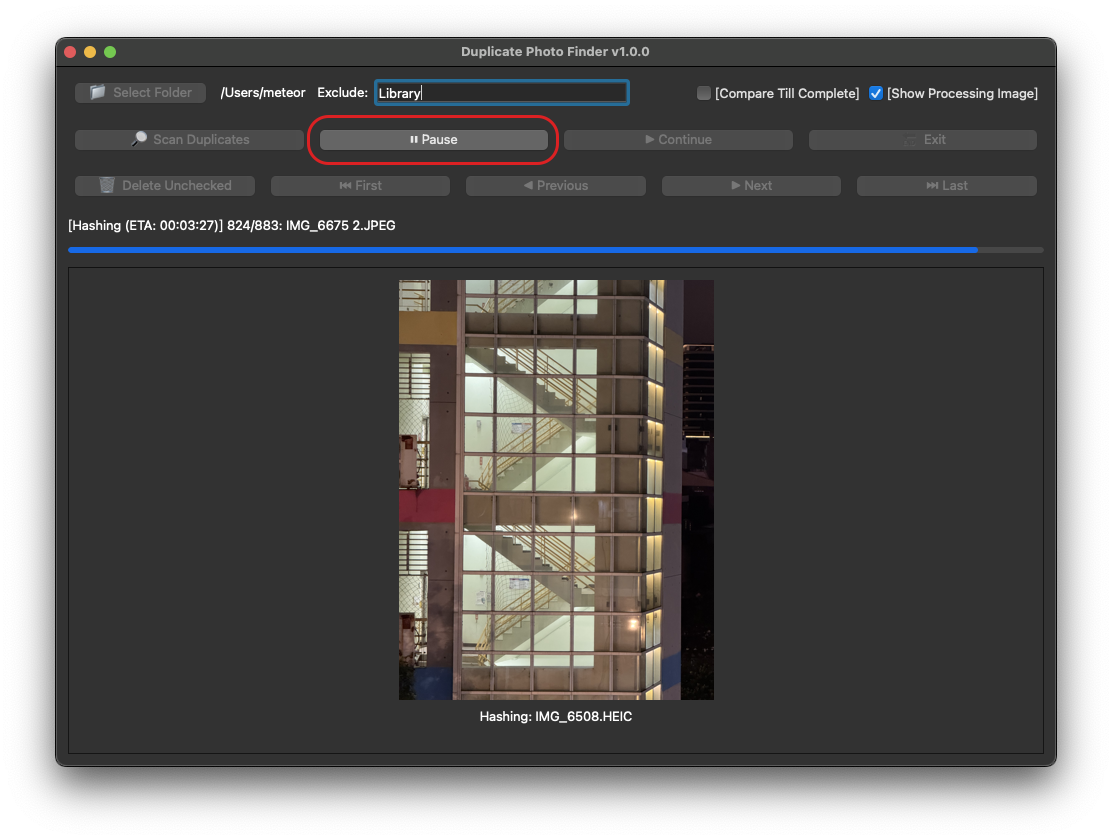 Duplicate Photo Finder v1.0.0
Select Folder /Users/meteor Exclude: Library [Compare Till Complete] [Show Processing Image]
Scan Duplicates Pause Continue Exit
Delete Unchecked First Previous Next Last
[Hashing (ETA: 00:03:27)] 824/883: IMG_6675 2.JPEG
Hashing: IMG_6508.HEIC